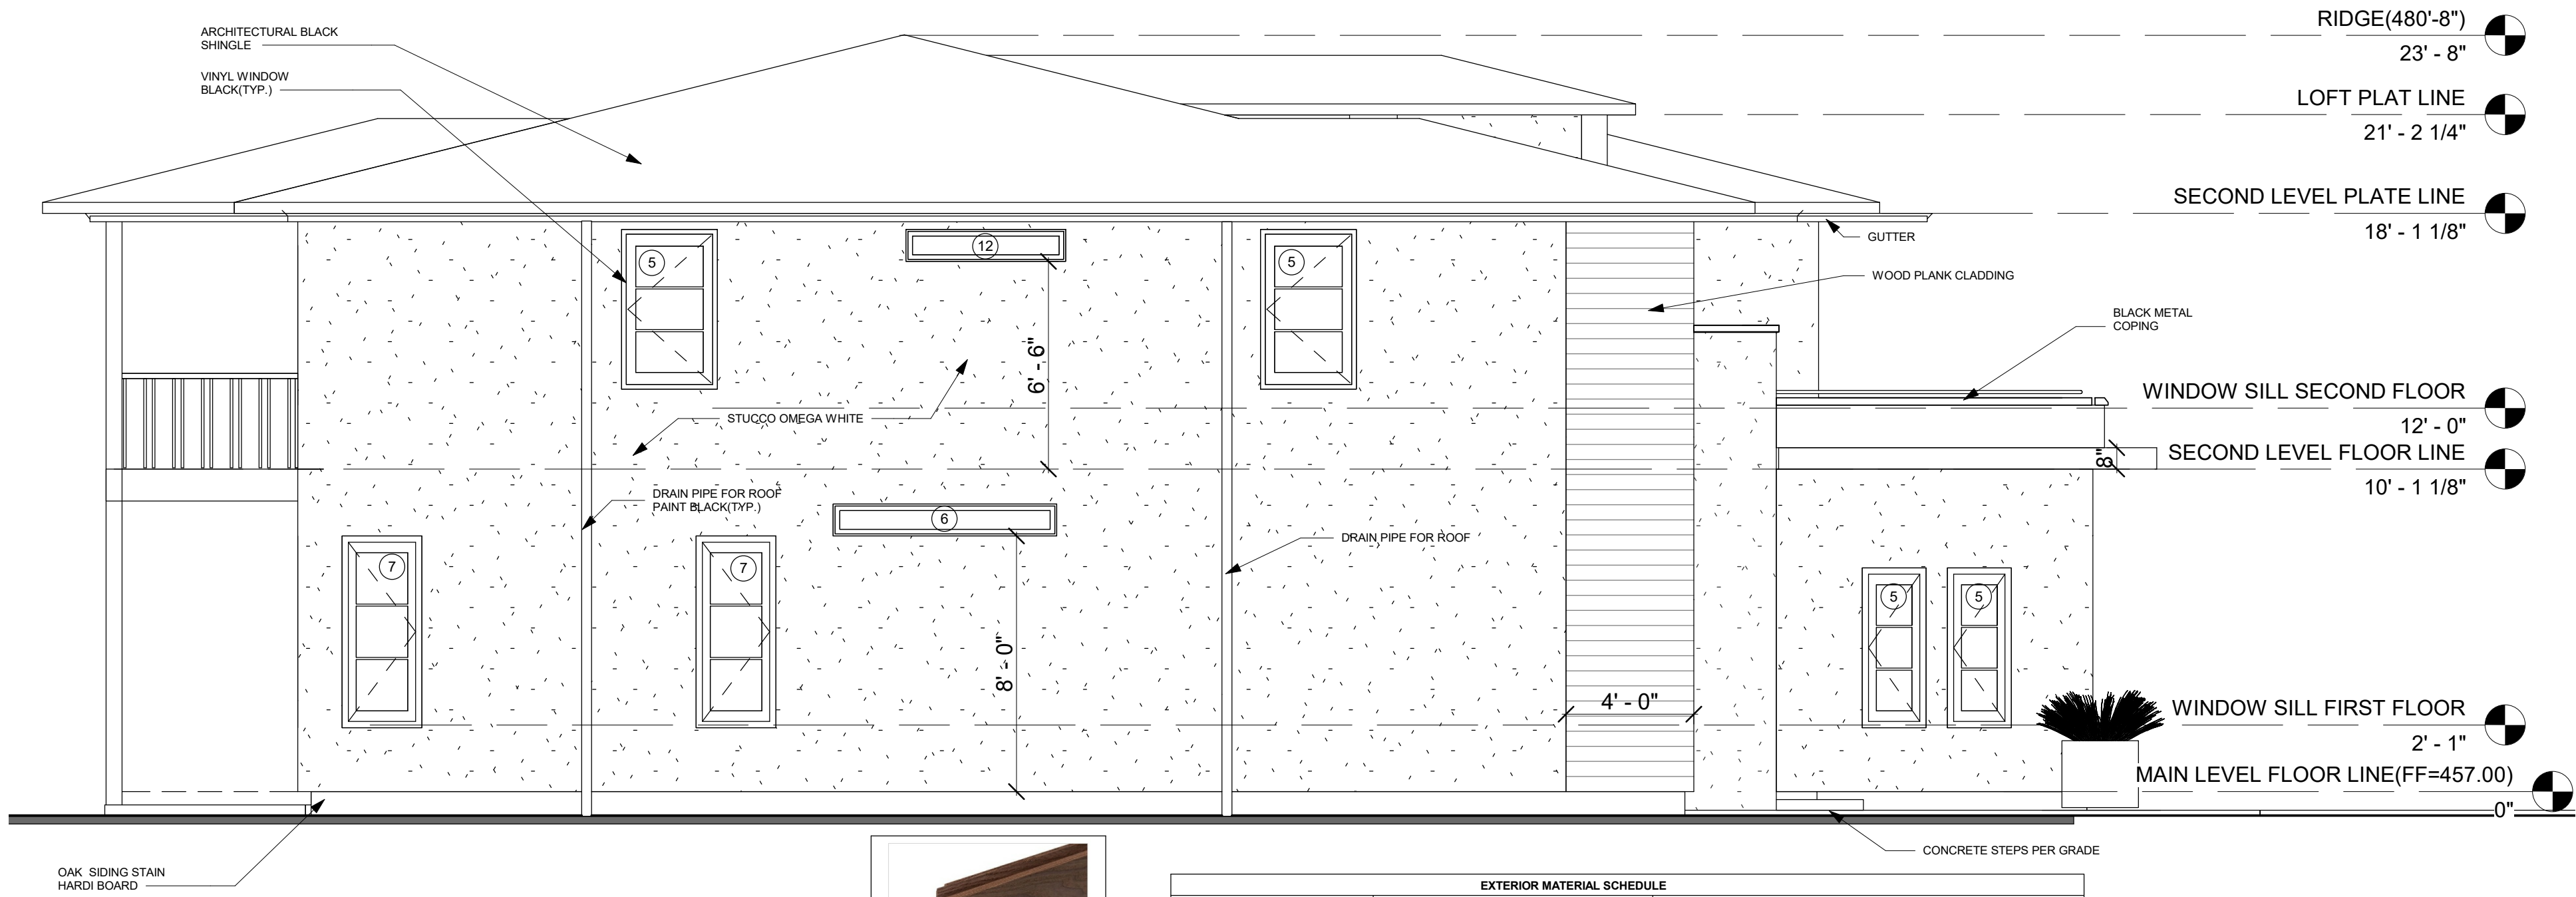 ARCHITECTURAL BLACK
SHINGLE
VINYL WINDOW
BLACK(TYP.)
RIDGE(480'-8")
23' - 8"
LOFT PLAT LINE
21' - 2 1/4"
SECOND LEVEL PLATE LINE
18' - 1 1/8"
GUTTER
WOOD PLANK CLADDING
BLACK METAL
COPING
5
12
5
6' - 6"
STUCCO OMEGA WHITE
WINDOW SILL SECOND FLOOR
12' - 0"
8"
SECOND LEVEL FLOOR LINE
10' - 1 1/8"
DRAIN PIPE FOR ROOF
PAINT BLACK(TYP.)
6
DRAIN PIPE FOR ROOF
7
7
5
5
8' - 0"
4' - 0"
WINDOW SILL FIRST FLOOR
2' - 1"
MAIN LEVEL FLOOR LINE(FF=457.00)
0"
CONCRETE STEPS PER GRADE
OAK SIDING STAIN
HARDI BOARD
EXTERIOR MATERIAL SCHEDULE